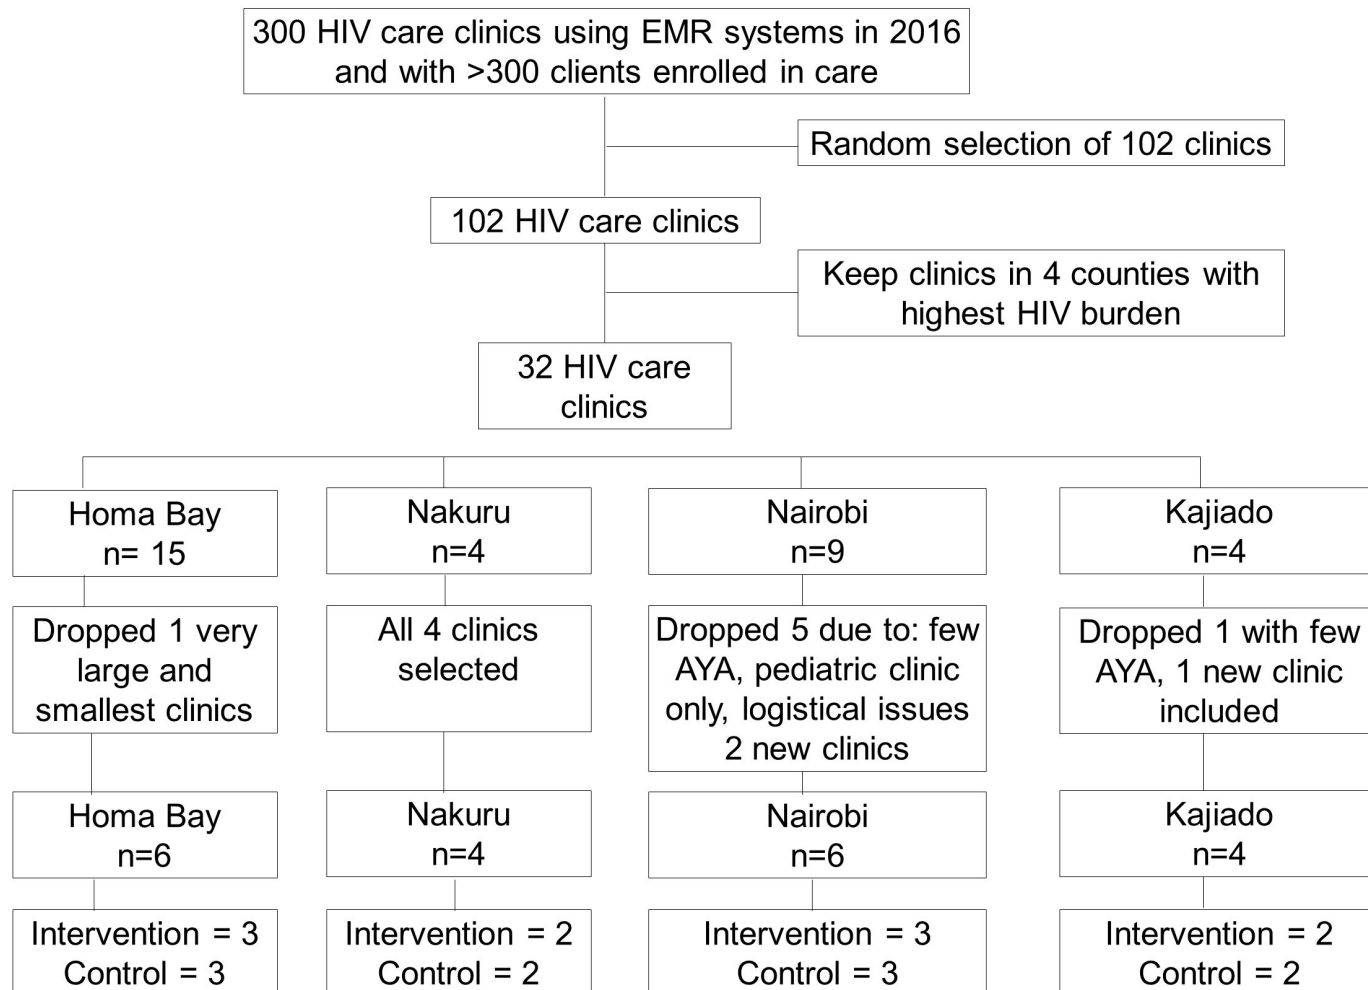 300 HIV care clinics using EMR systems in 2016
and with >300 clients enrolled in care
Random selection of 102 clinics
102 HIV care clinics
Keep clinics in 4 counties with
highest HIV burden
32 HIV care
clinics
Homa Bay
n= 15
Nakuru
n=4
Nairobi
n=9
Kajiado
n=4
Dropped 1 very
large and
smallest clinics
All 4 clinics
selected
Dropped 5 due to: few
AYA, pediatric clinic
only, logistical issues
2 new clinics
Dropped 1 with few
AYA, 1 new clinic
included
Homa Bay
n=6
Nakuru
n=4
Nairobi
n=6
Kajiado
n=4
Intervention = 3
Control = 3
Intervention = 2
Control = 2
Intervention = 3
Control = 3
Intervention = 2
Control = 2